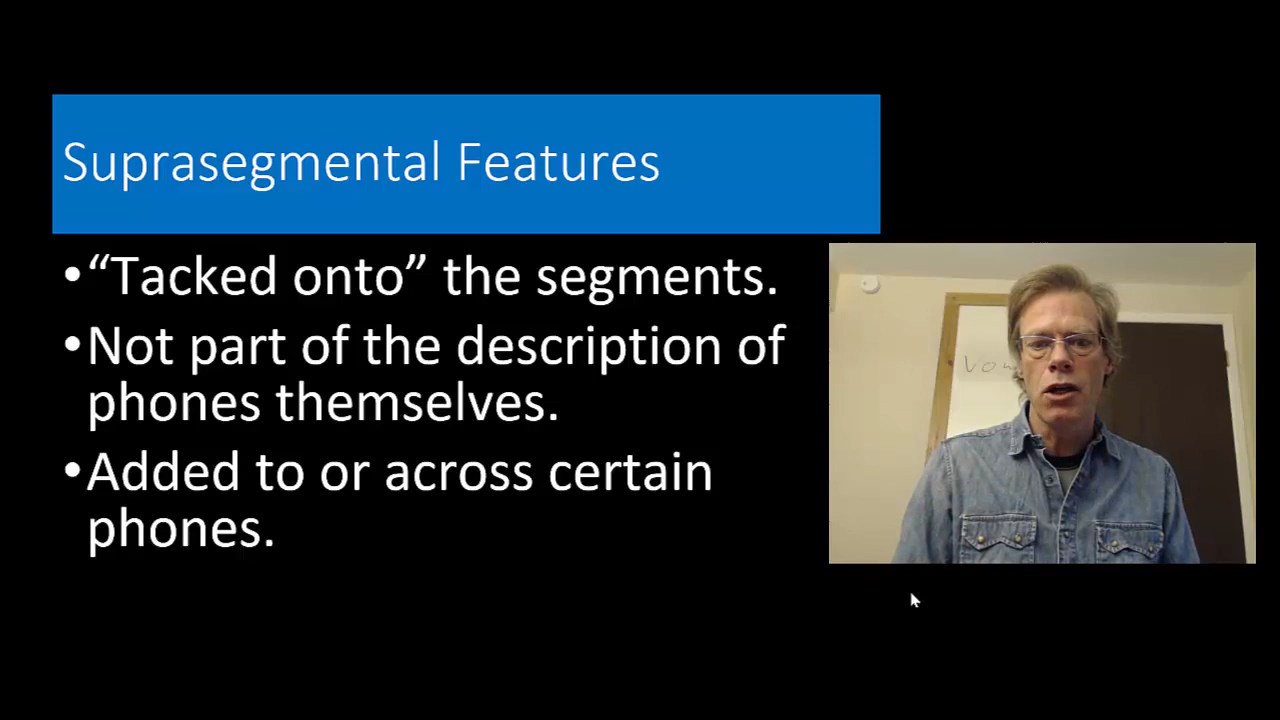 Suprasegmental Features
•“Tacked onto” the segments.
•Not part of the description of
phones themselves.
•Added to or across certain
phones.